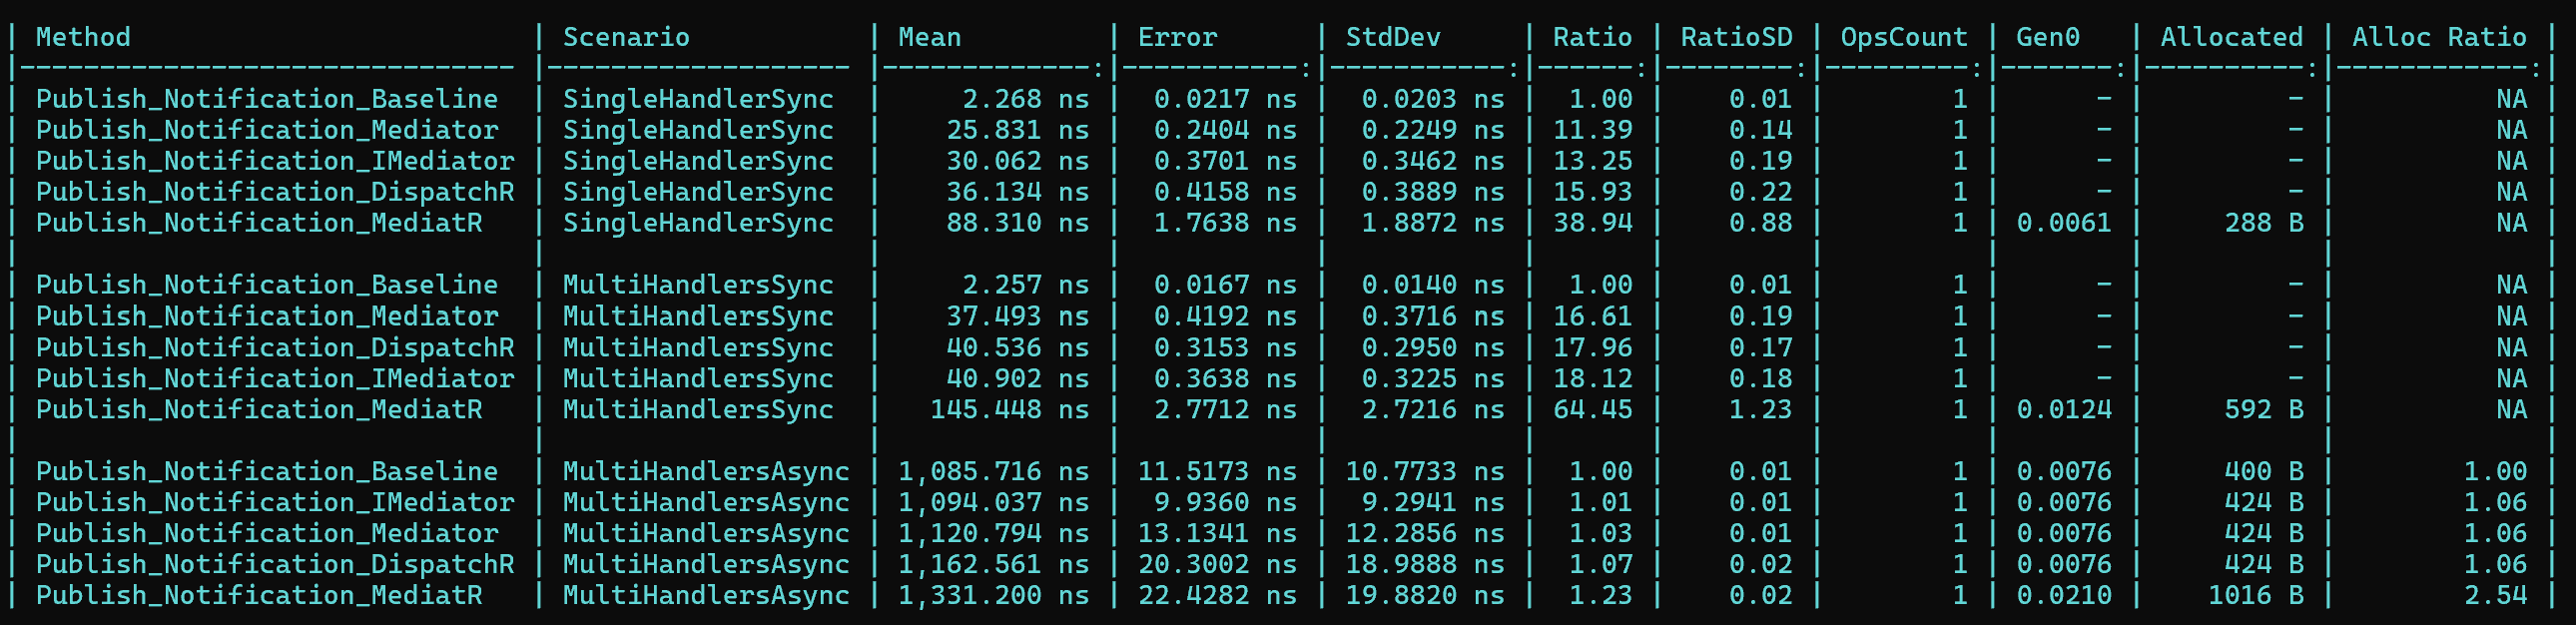 | Method                        | Scenario           | Mean         | Error      | StdDev     | Ratio | RatioSD | OpsCount | Gen0   | Allocated | Alloc Ratio |
|------------------------------- |------------------- |-------------:|-----------:|-----------:|------:|--------:|---------:|-------:|----------:|------------:|
| Publish_Notification_Baseline | SingleHandlerSync | 2.268 ns | 0.0217 ns | 0.0203 ns | 1.00 | 0.01 | 1 | - | - | NA |
| Publish_Notification_Mediator | SingleHandlerSync | 25.831 ns | 0.2404 ns | 0.2249 ns | 11.39 | 0.14 | 1 | - | - | NA |
| Publish_Notification_IMediator | SingleHandlerSync | 30.062 ns | 0.3701 ns | 0.3462 ns | 13.25 | 0.19 | 1 | - | - | NA |
| Publish_Notification_DispatchR | SingleHandlerSync | 36.134 ns | 0.4158 ns | 0.3889 ns | 15.93 | 0.22 | 1 | - | - | NA |
| Publish_Notification_MediatR | SingleHandlerSync | 88.310 ns | 1.7638 ns | 1.8872 ns | 38.94 | 0.88 | 1 | 0.0061 | 288 B | NA |
| | | | | | | | | | | |
| Publish_Notification_Baseline | MultiHandlersSync | 2.257 ns | 0.0167 ns | 0.0140 ns | 1.00 | 0.01 | 1 | - | - | NA |
| Publish_Notification_Mediator | MultiHandlersSync | 37.493 ns | 0.4192 ns | 0.3716 ns | 16.61 | 0.19 | 1 | - | - | NA |
| Publish_Notification_DispatchR | MultiHandlersSync | 40.536 ns | 0.3153 ns | 0.2950 ns | 17.96 | 0.17 | 1 | - | - | NA |
| Publish_Notification_IMediator | MultiHandlersSync | 40.902 ns | 0.3638 ns | 0.3225 ns | 18.12 | 0.18 | 1 | - | - | NA |
| Publish_Notification_MediatR | MultiHandlersSync | 145.448 ns | 2.7712 ns | 2.7216 ns | 64.45 | 1.23 | 1 | 0.0124 | 592 B | NA |
| | | | | | | | | | | |
| Publish_Notification_Baseline | MultiHandlersAsync | 1,085.716 ns | 11.5173 ns | 10.7733 ns | 1.00 | 0.01 | 1 | 0.0076 | 400 B | 1.00 |
| Publish_Notification_IMediator | MultiHandlersAsync | 1,094.037 ns | 9.9360 ns | 9.2941 ns | 1.01 | 0.01 | 1 | 0.0076 | 424 B | 1.06 |
| Publish_Notification_Mediator | MultiHandlersAsync | 1,120.794 ns | 13.1341 ns | 12.2856 ns | 1.03 | 0.01 | 1 | 0.0076 | 424 B | 1.06 |
| Publish_Notification_DispatchR | MultiHandlersAsync | 1,162.561 ns | 20.3002 ns | 18.9888 ns | 1.07 | 0.02 | 1 | 0.0076 | 424 B | 1.06 |
| Publish_Notification_MediatR | MultiHandlersAsync | 1,331.200 ns | 22.4282 ns | 19.8820 ns | 1.23 | 0.02 | 1 | 0.0210 | 1016 B | 2.54 |